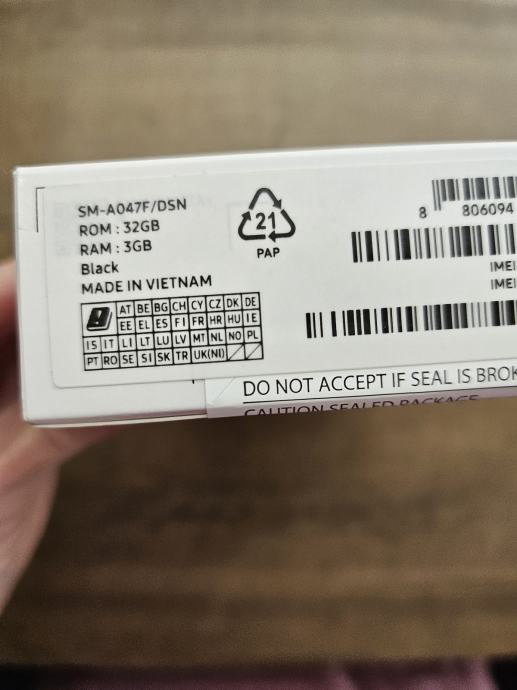 SM-A047F/DSN
ROM : 32GB
RAM : 3GB
Black
MADE IN VIETNAM
AT BE BG CH CY CZ DK DE
EE EL ES FI FR HR HU IE
IS IT LI LT LU LV MT NL NO PL
PT RO SE SI SK TR UK(NI)
21
PAP
8 806094
IMEI
IMEI
DO NOT ACCEPT IF SEAL IS BROK
CAUTION SEALED PACKAGE